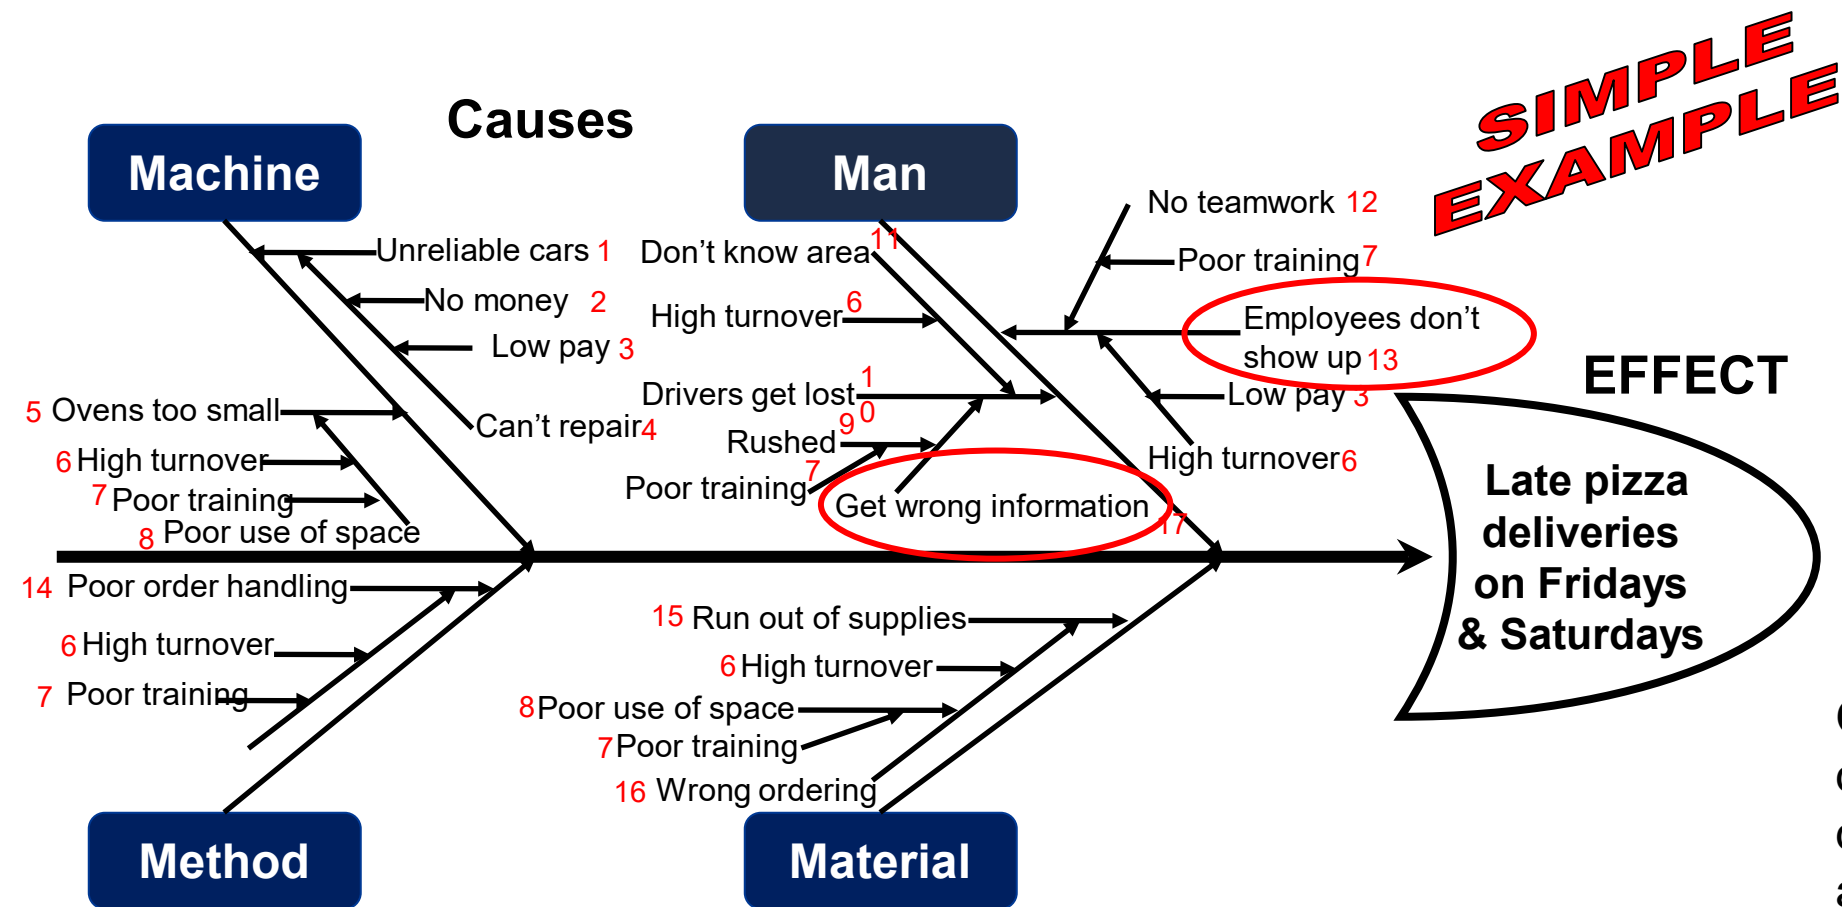 SIMPLE
EXAMPLE
Causes
Machine
Man
Unreliable cars 1
No money 2
Low pay 3
Can't repair 4
5 Ovens too small
6 High turnover
7 Poor training
8 Poor use of space
Don't know area 11
High turnover 6
Drivers get lost 10
Rushed 9
Poor training 7
Get wrong information 17
No teamwork 12
Poor training 7
Employees don't
show up 13
Low pay 3
High turnover 6
EFFECT
Late pizza
deliveries
on Fridays
& Saturdays
14 Poor order handling
6 High turnover
7 Poor training
15 Run out of supplies
6 High turnover
8 Poor use of space
7 Poor training
16 Wrong ordering
Method
Material